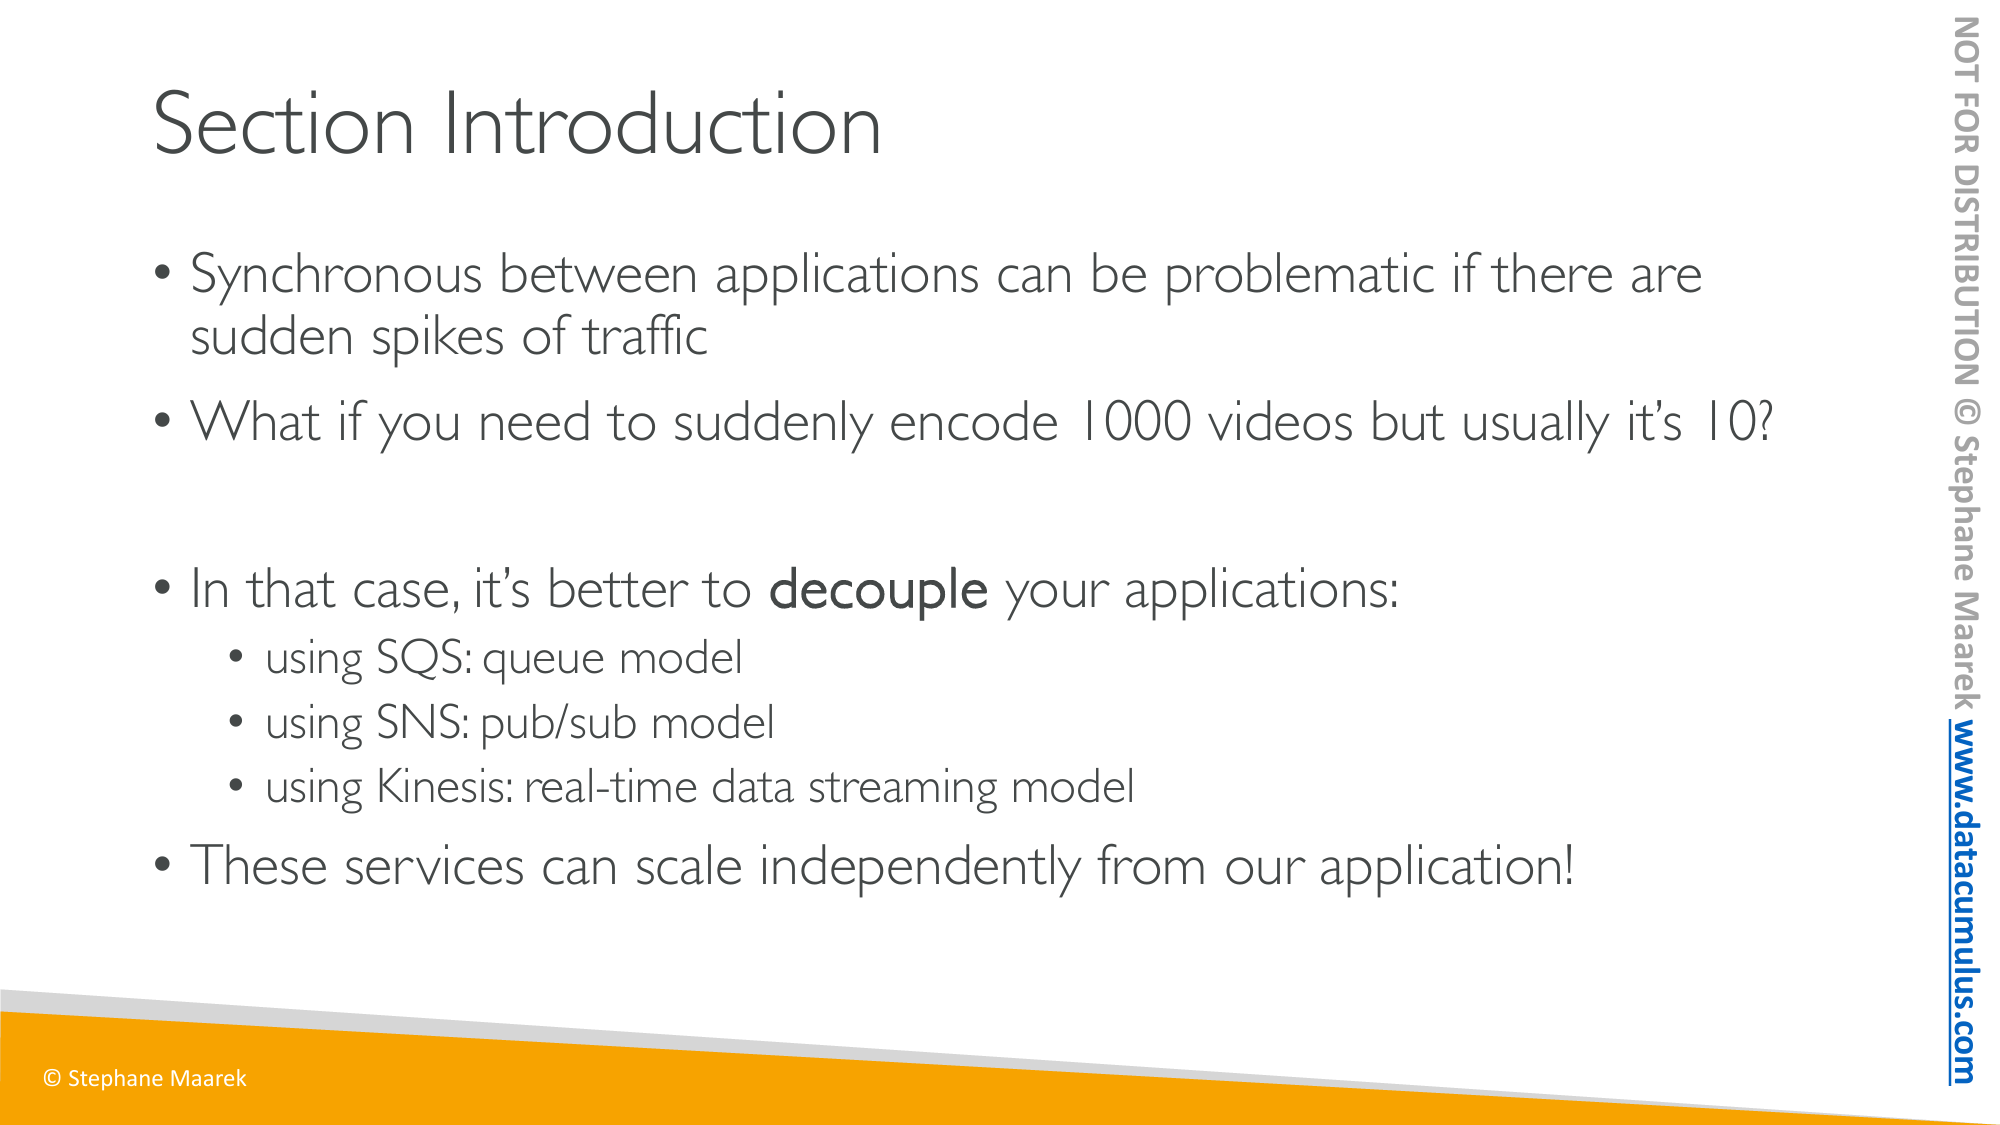 Section Introduction
• Synchronous between applications can be problematic if there are
sudden spikes of traffic
• What if you need to suddenly encode 1000 videos but usually it’s 10?
• In that case, it’s better to decouple your applications:
• using SQS: queue model
• using SNS: pub/sub model
• using Kinesis: real-time data streaming model
• These services can scale independently from our application!
© Stephane Maarek
NOT FOR DISTRIBUTION © Stephane Maarek www.datacumulus.com